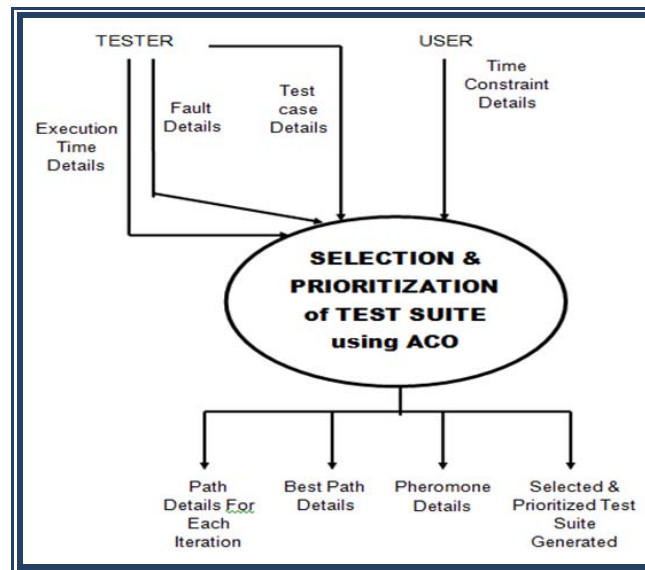 TESTER
USER
Execution
Time
Details
Fault
Details
Test
case
Details
Time
Constraint
Details
SELECTION &
PRIORITIZATION
of TEST SUITE
using ACO
Path
Details For
Each
Iteration
Best Path
Details
Pheromone
Details
Selected &
Prioritized Test
Suite
Generated